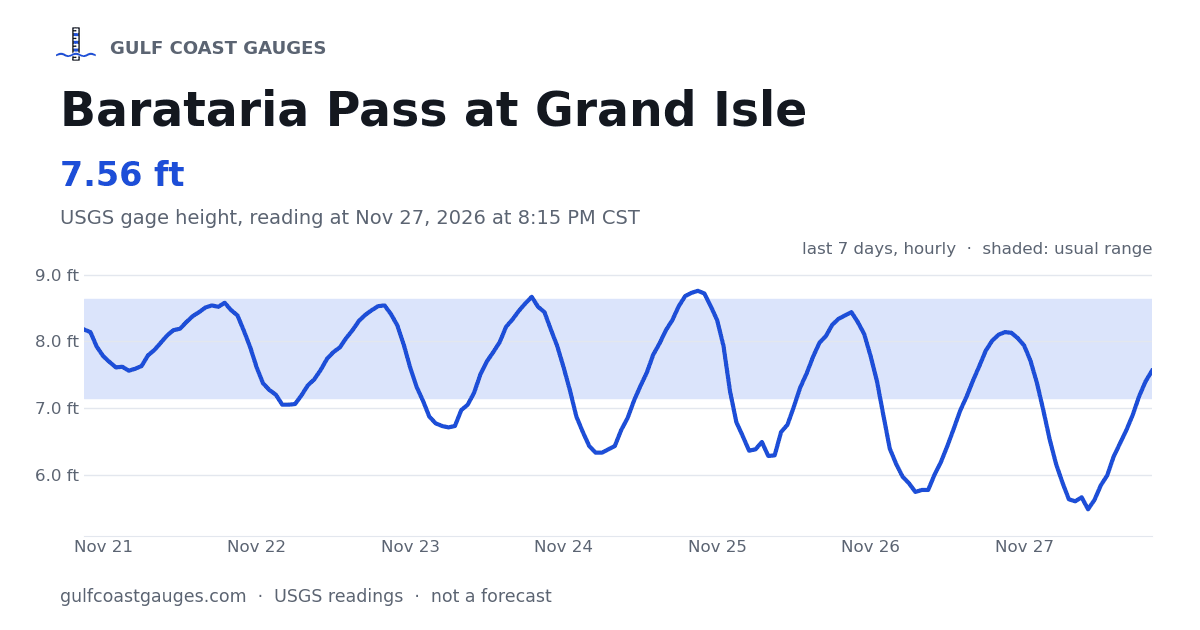 GULF COAST GAUGES
Barataria Pass at Grand Isle
7.56 ft
USGS gage height, reading at Nov 27, 2026 at 8:15 PM CST
last 7 days, hourly · shaded: usual range
9.0 ft
8.0 ft
7.0 ft
6.0 ft
Nov 21 Nov 22 Nov 23 Nov 24 Nov 25 Nov 26 Nov 27
gulfcoastgauges.com · USGS readings · not a forecast